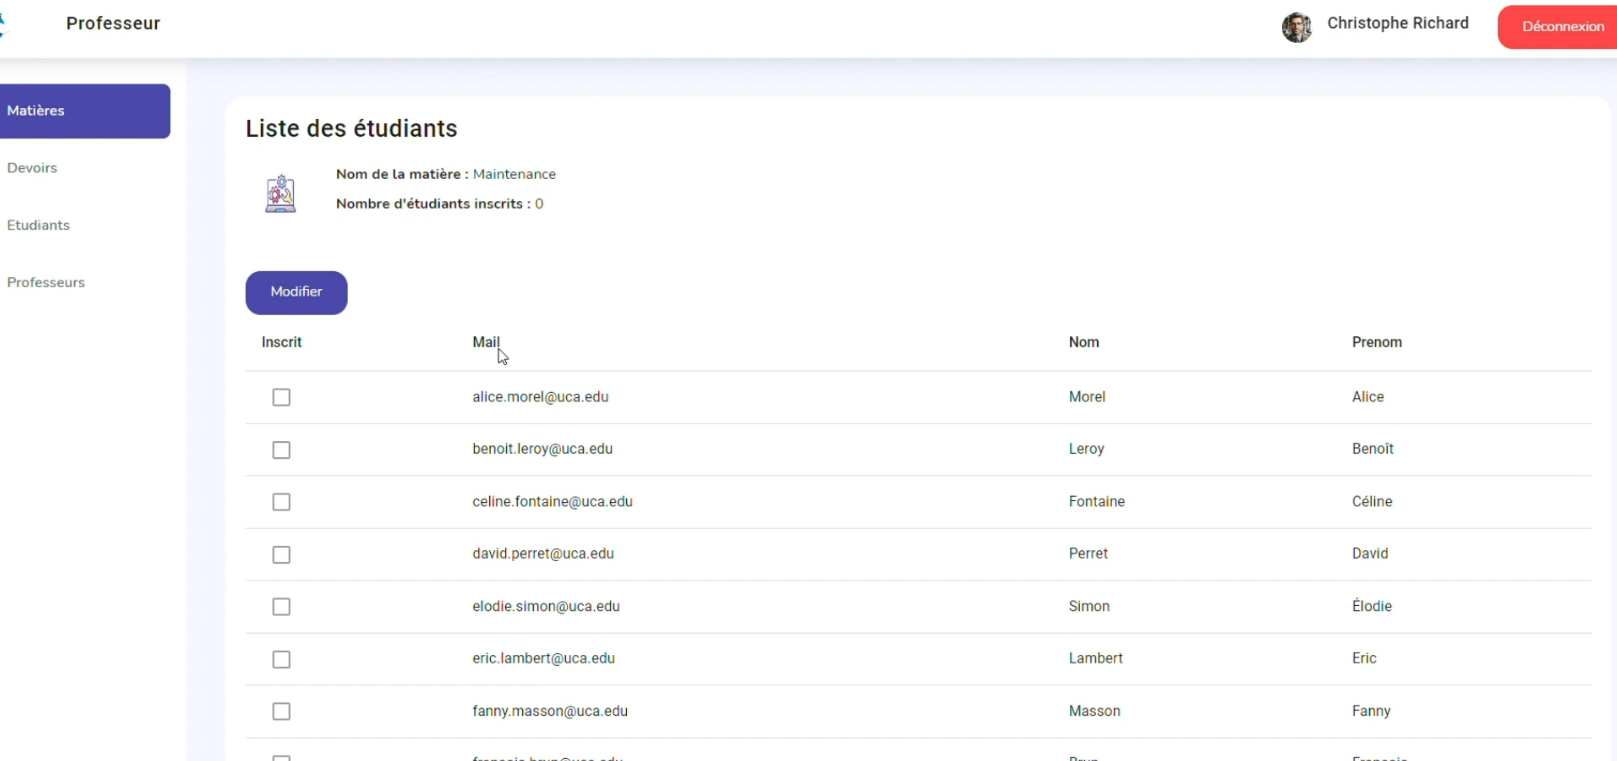 Professeur
Christophe Richard
Déconnexion
Matières
Devoirs
Etudiants
Professeurs
Liste des étudiants
Nom de la matière : Maintenance
Nombre d'étudiants inscrits : 0
Modifier
Inscrit Mail Nom Prenom
alice.morel@uca.edu Morel Alice
benoit.leroy@uca.edu Leroy Benoît
celine.fontaine@uca.edu Fontaine Céline
david.perret@uca.edu Perret David
elodie.simon@uca.edu Simon Élodie
eric.lambert@uca.edu Lambert Eric
fanny.masson@uca.edu Masson Fanny